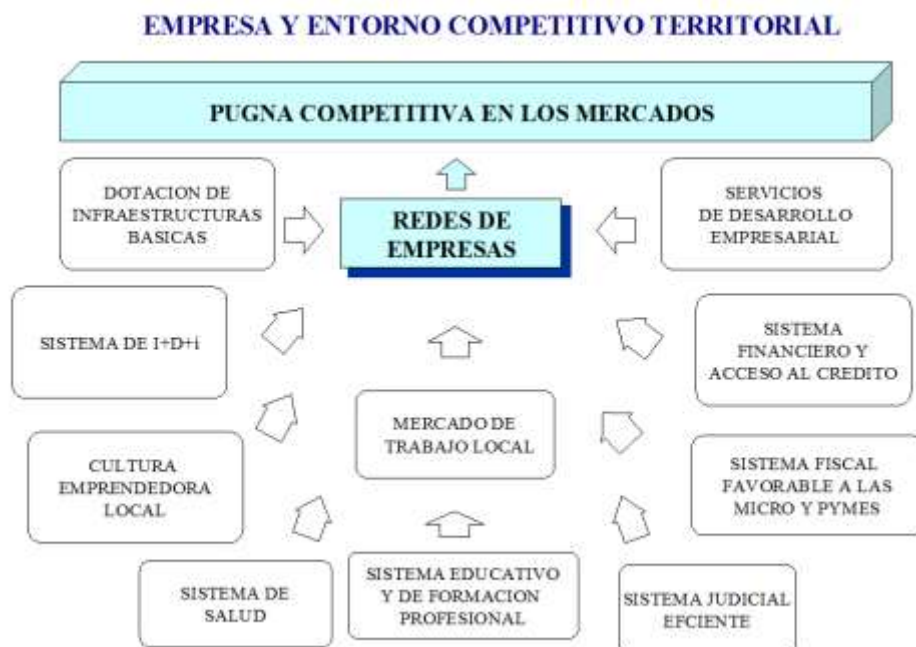 EMPRESA Y ENTORNO COMPETITIVO TERRITORIAL
PUGNA COMPETITIVA EN LOS MERCADOS
DOTACION DE
INFRAESTRUCTURAS
BASICAS
REDES DE
EMPRESAS
SERVICIOS
DE DESARROLLO
EMPRESARIAL
SISTEMA DE I+D+i
SISTEMA
FINANCIERO Y
ACCESO AL CREDITO
MERCADO DE
TRABAJO LOCAL
CULTURA
EMPRENDEDORA
LOCAL
SISTEMA FISCAL
FAVORABLE A LAS
MICRO Y PYMES
SISTEMA DE
SALUD
SISTEMA EDUCATIVO
Y DE FORMACION
PROFESIONAL
SISTEMA JUDICIAL
EFCIENTE